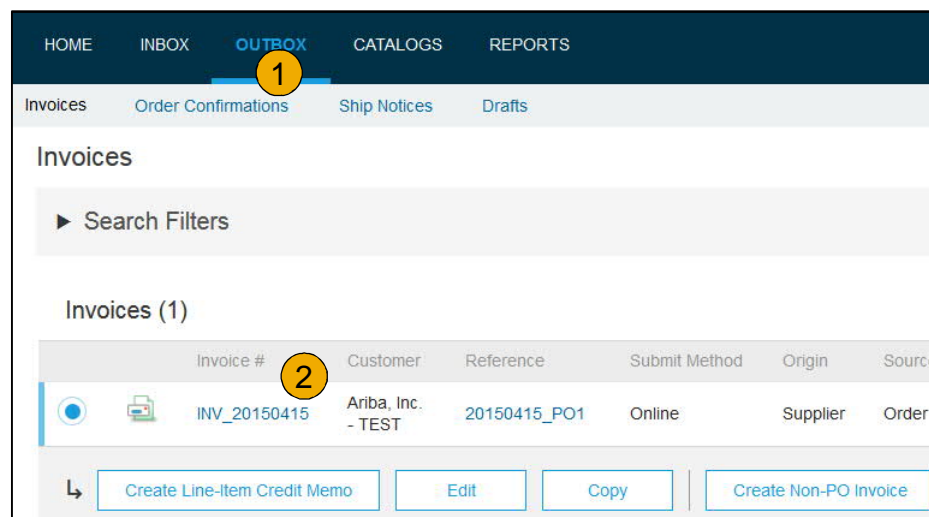 HOME INBOX OUTBOX CATALOGS REPORTS
1
Invoices Order Confirmations Ship Notices Drafts
Invoices
► Search Filters
Invoices (1)
Invoice # Customer Reference Submit Method Origin Sourc
2
INV_20150415 Ariba, Inc. - TEST 20150415_PO1 Online Supplier Order
Create Line-Item Credit Memo Edit Copy Create Non-PO Invoice